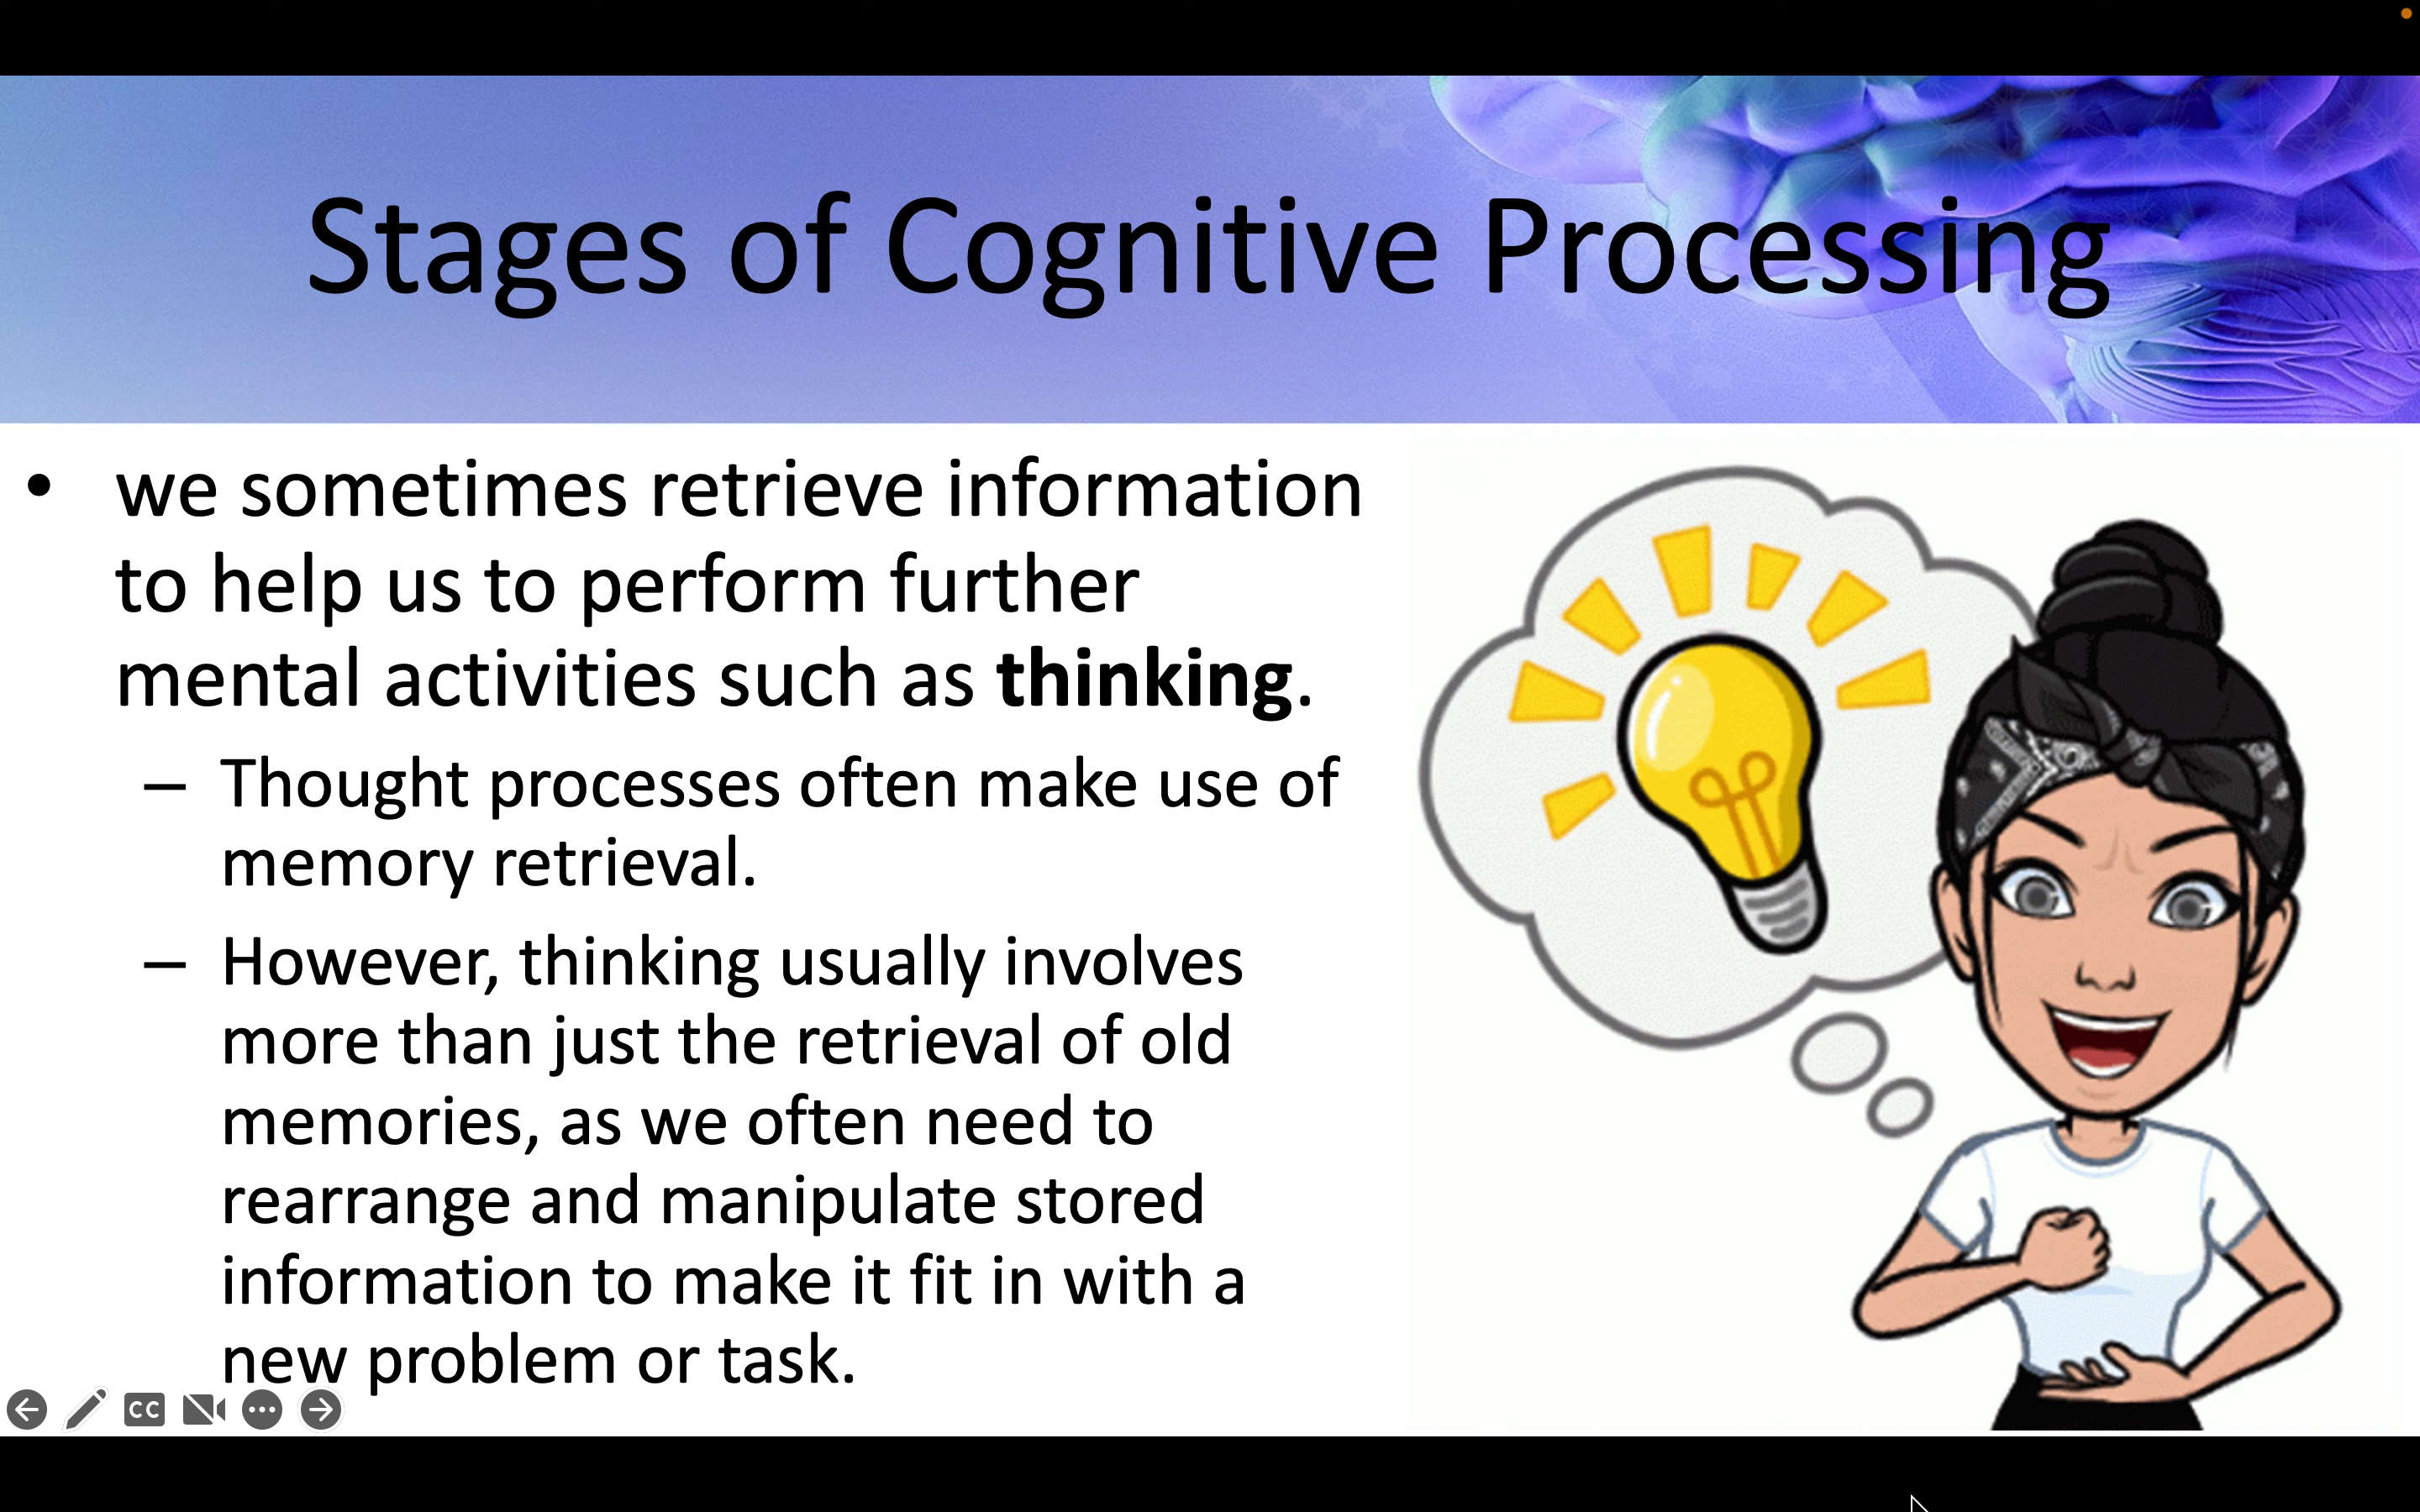 Stages of Cognitive Processing
• we sometimes retrieve information
to help us to perform further
mental activities such as thinking.
– Thought processes often make use of
memory retrieval.
– However, thinking usually involves
more than just the retrieval of old
memories, as we often need to
rearrange and manipulate stored
information to make it fit in with a
new problem or task.
CC